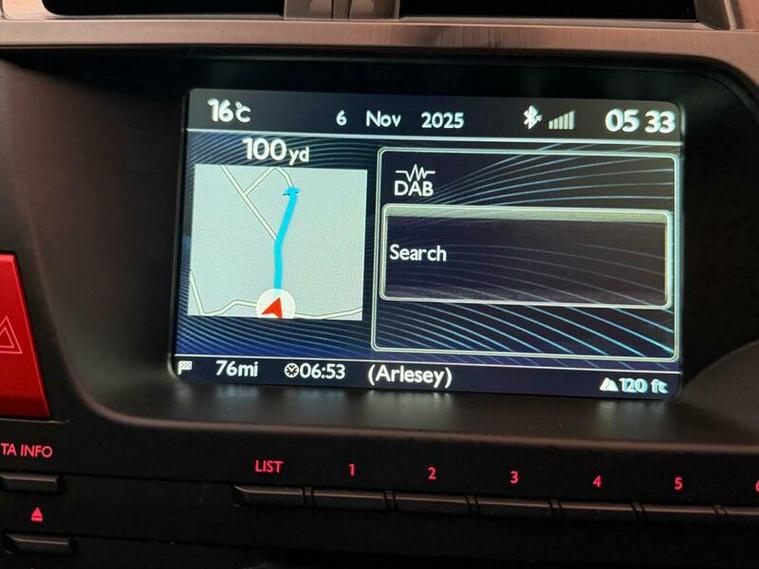 16°C 6 Nov 2025 05 33
100yd
DAB
Search
76mi 06:53 (Arlesey) 120 ft
TA INFO LIST 1 2 3 4 5 6